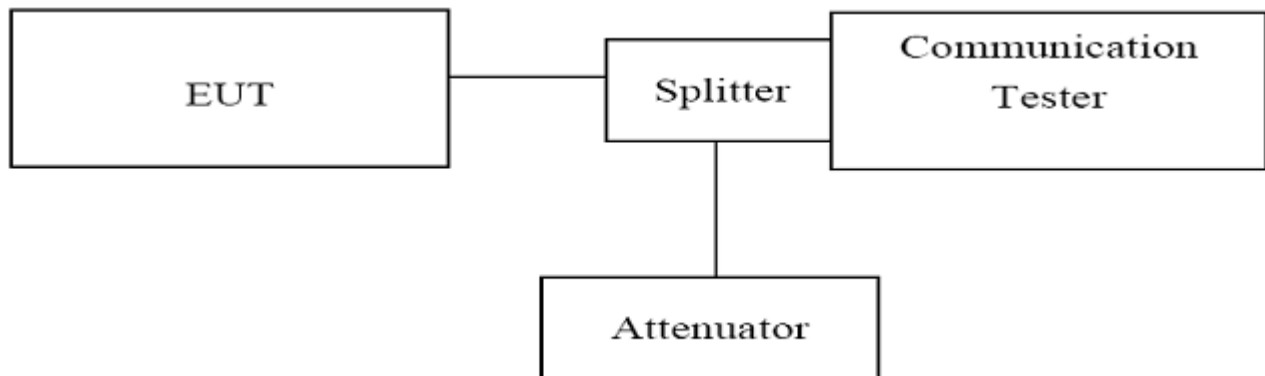 EUT
Splitter
Communication
Tester
Attenuator